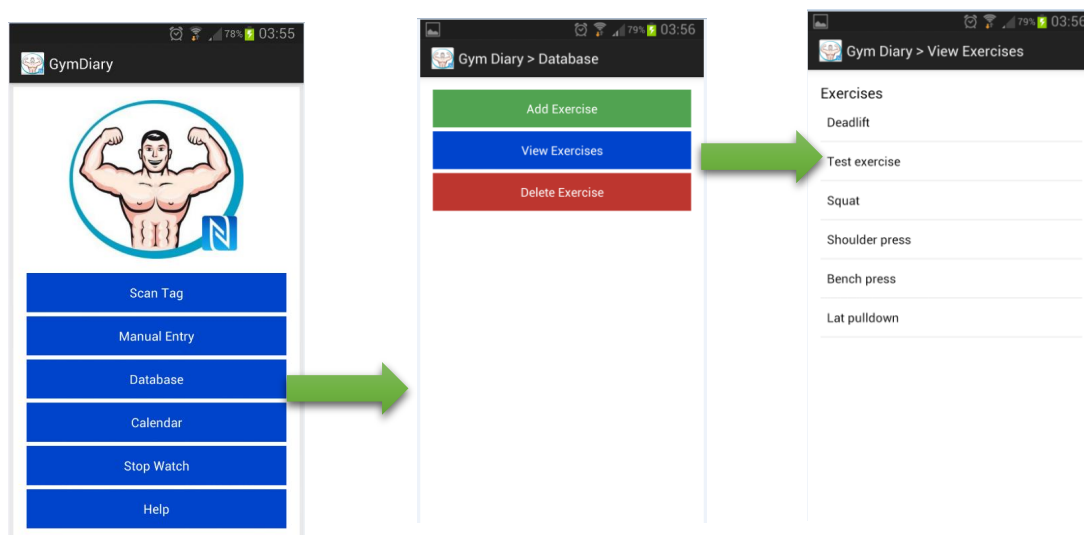 78% 03:55
GymDiary
N
Scan Tag
Manual Entry
Database
Calendar
Stop Watch
Help
79% 03:56
Gym Diary > Database
Add Exercise
View Exercises
Delete Exercise
79% 03:56
Gym Diary > View Exercises
Exercises
Deadlift
Test exercise
Squat
Shoulder press
Bench press
Lat pulldown